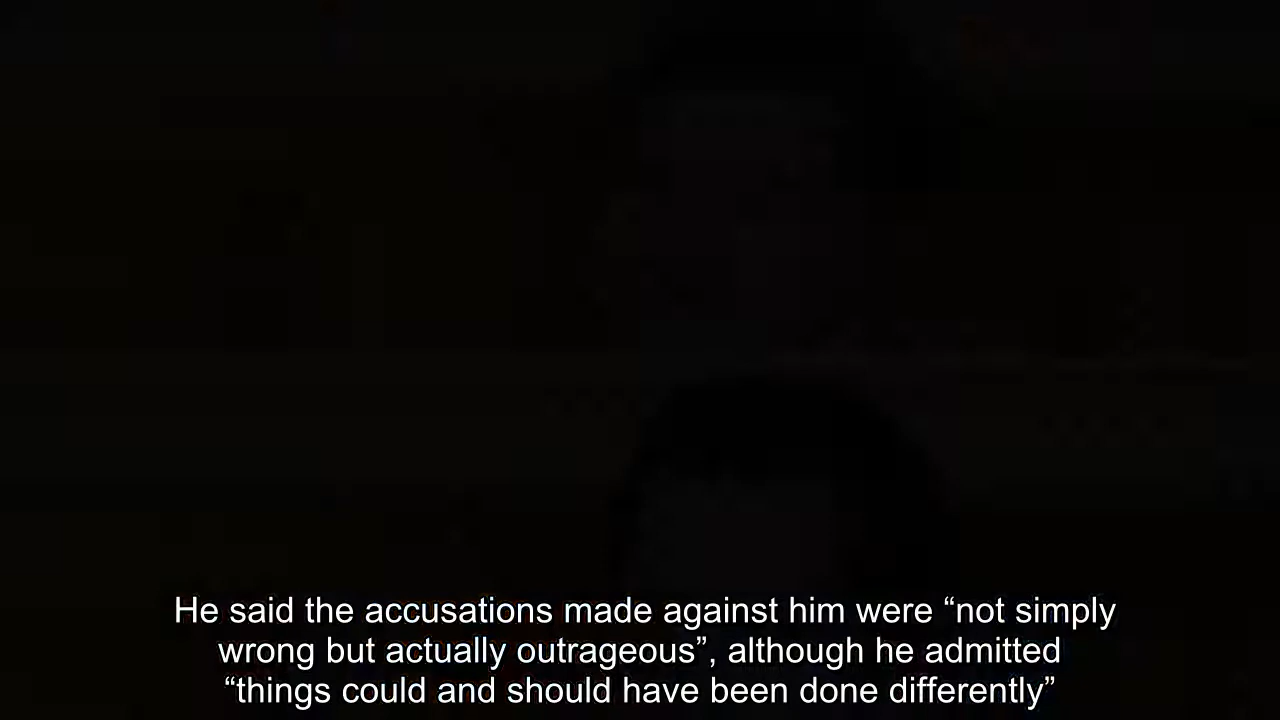 He said the accusations made against him were “not simply
wrong but actually outrageous”, although he admitted
“things could and should have been done differently”